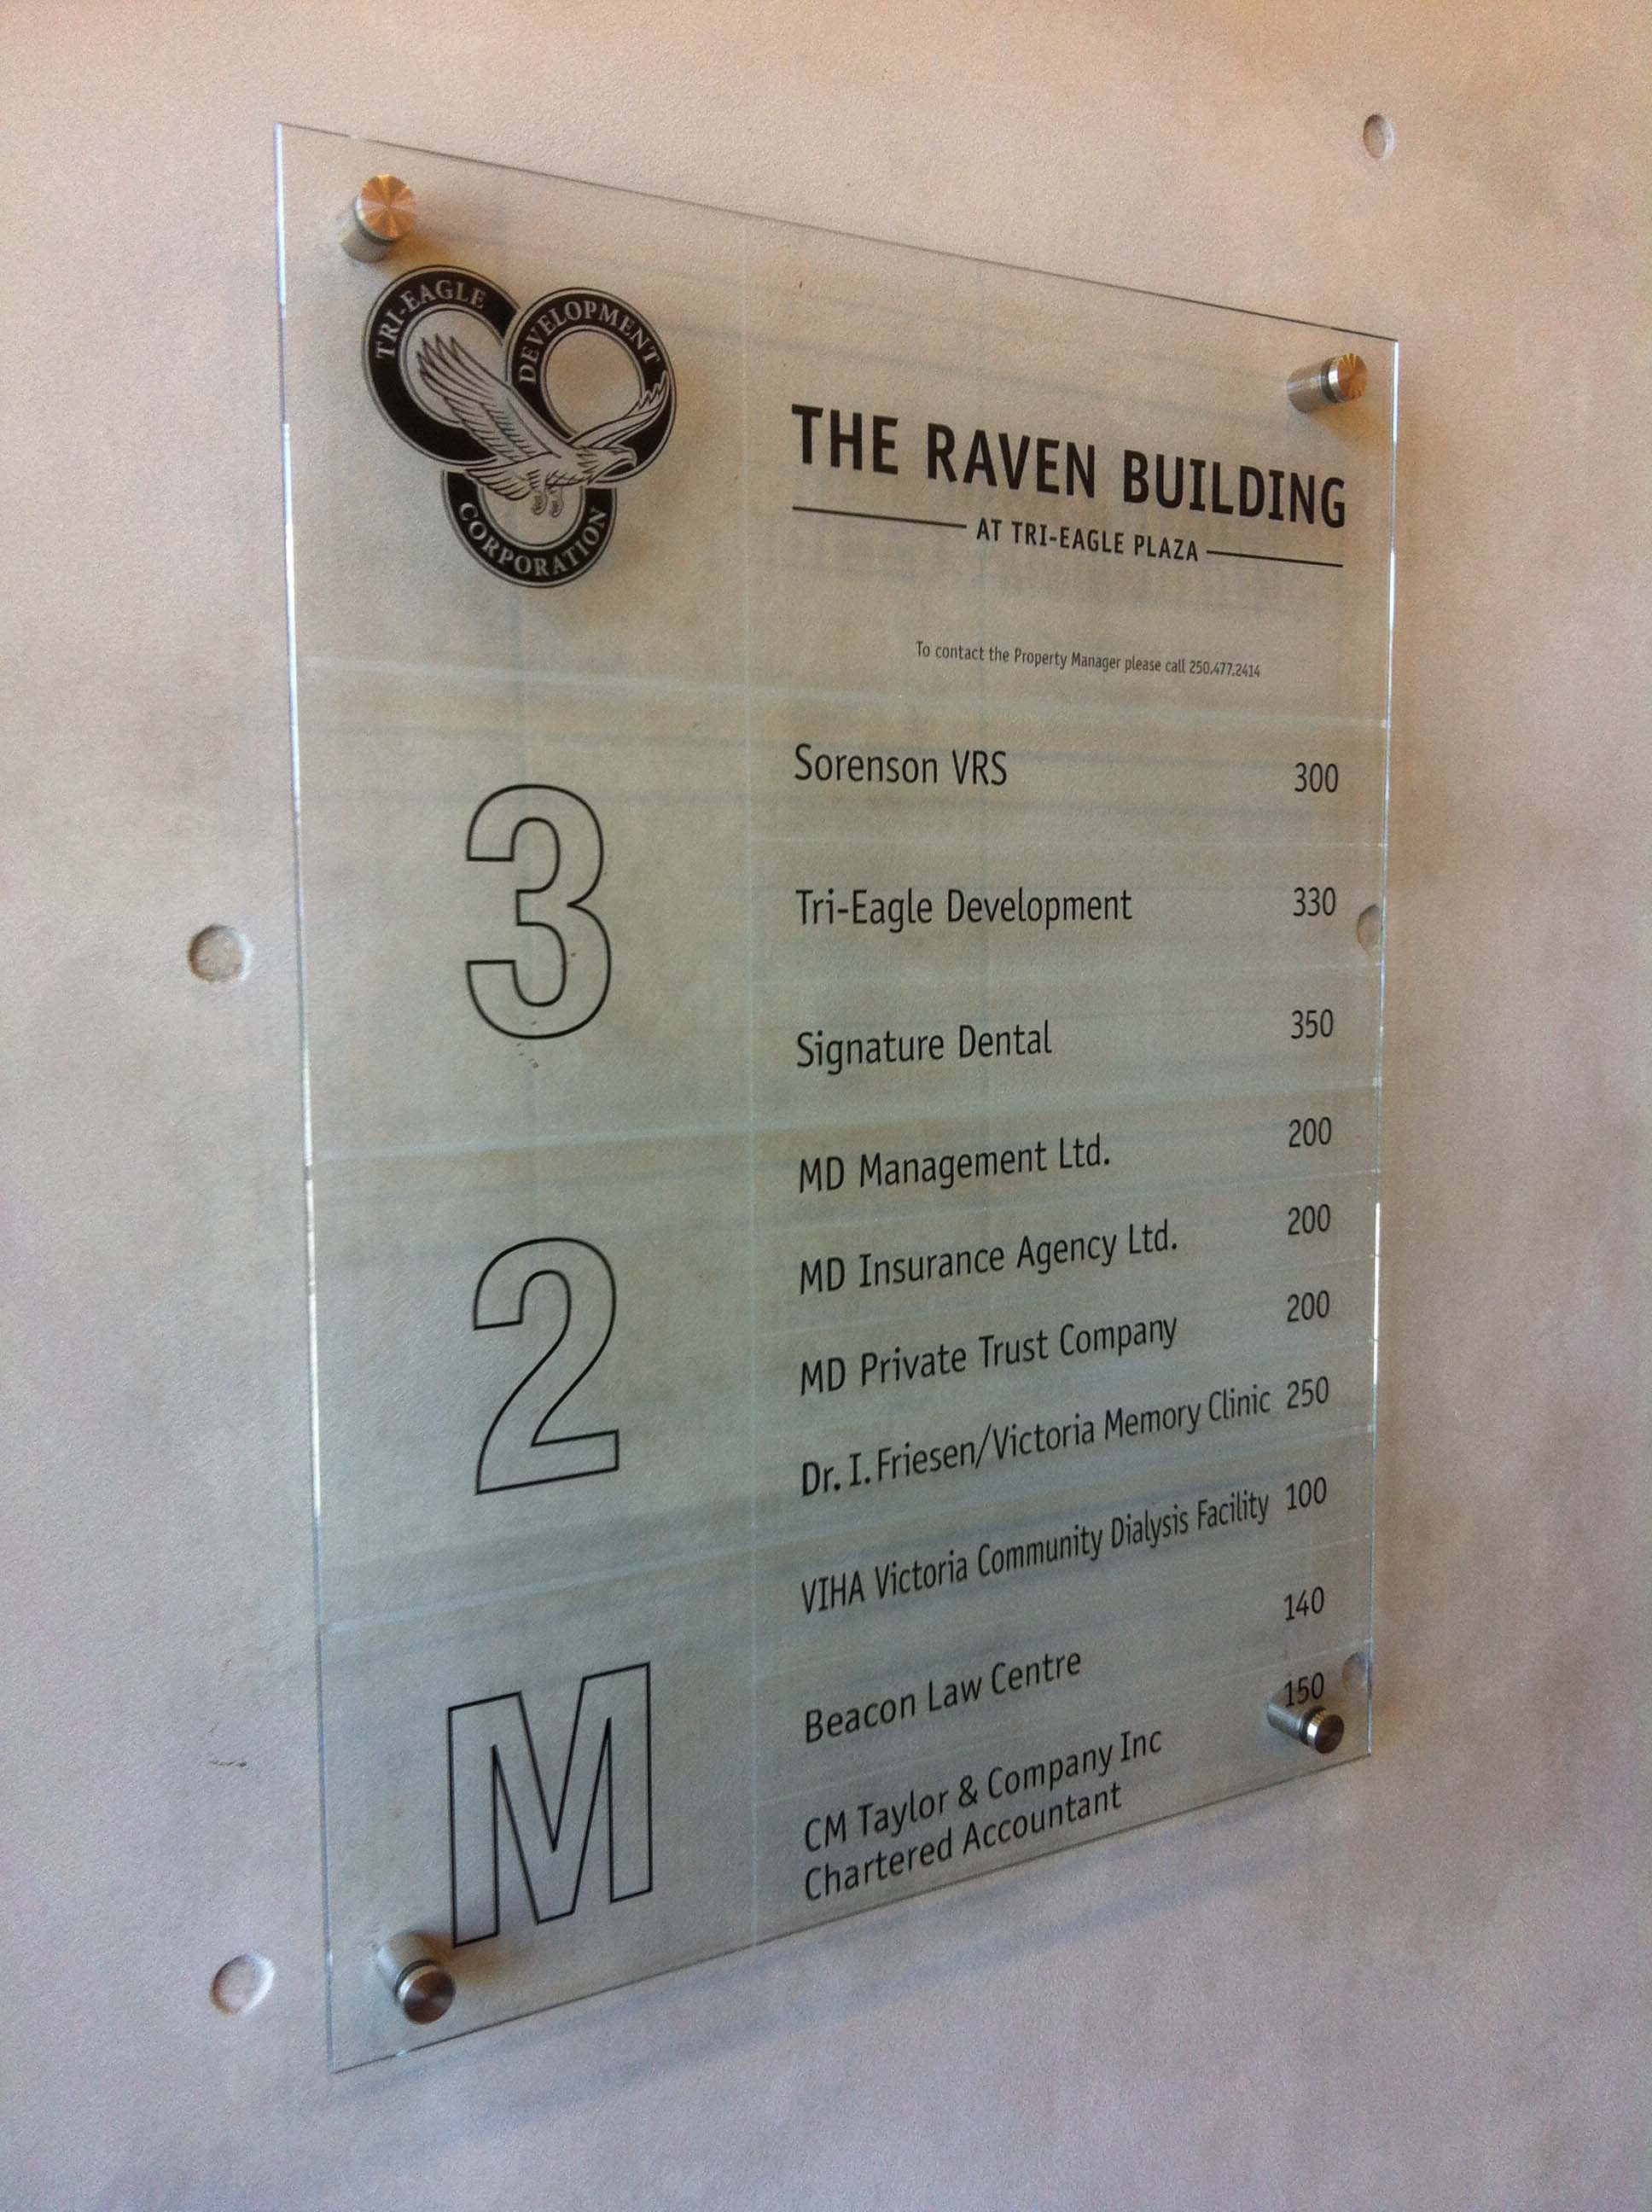 TRI-EAGLE
DEVELOPMENT
CORPORATION
THE RAVEN BUILDING
AT TRI-EAGLE PLAZA
To contact the Property Manager please call 250.477.2414
3
Sorenson VRS 300
Tri-Eagle Development 330
Signature Dental 350
2
MD Management Ltd. 200
MD Insurance Agency Ltd. 200
MD Private Trust Company 200
Dr. I. Friesen/Victoria Memory Clinic 250
M
VIHA Victoria Community Dialysis Facility 100
Beacon Law Centre 140
CM Taylor & Company Inc 150
Chartered Accountant